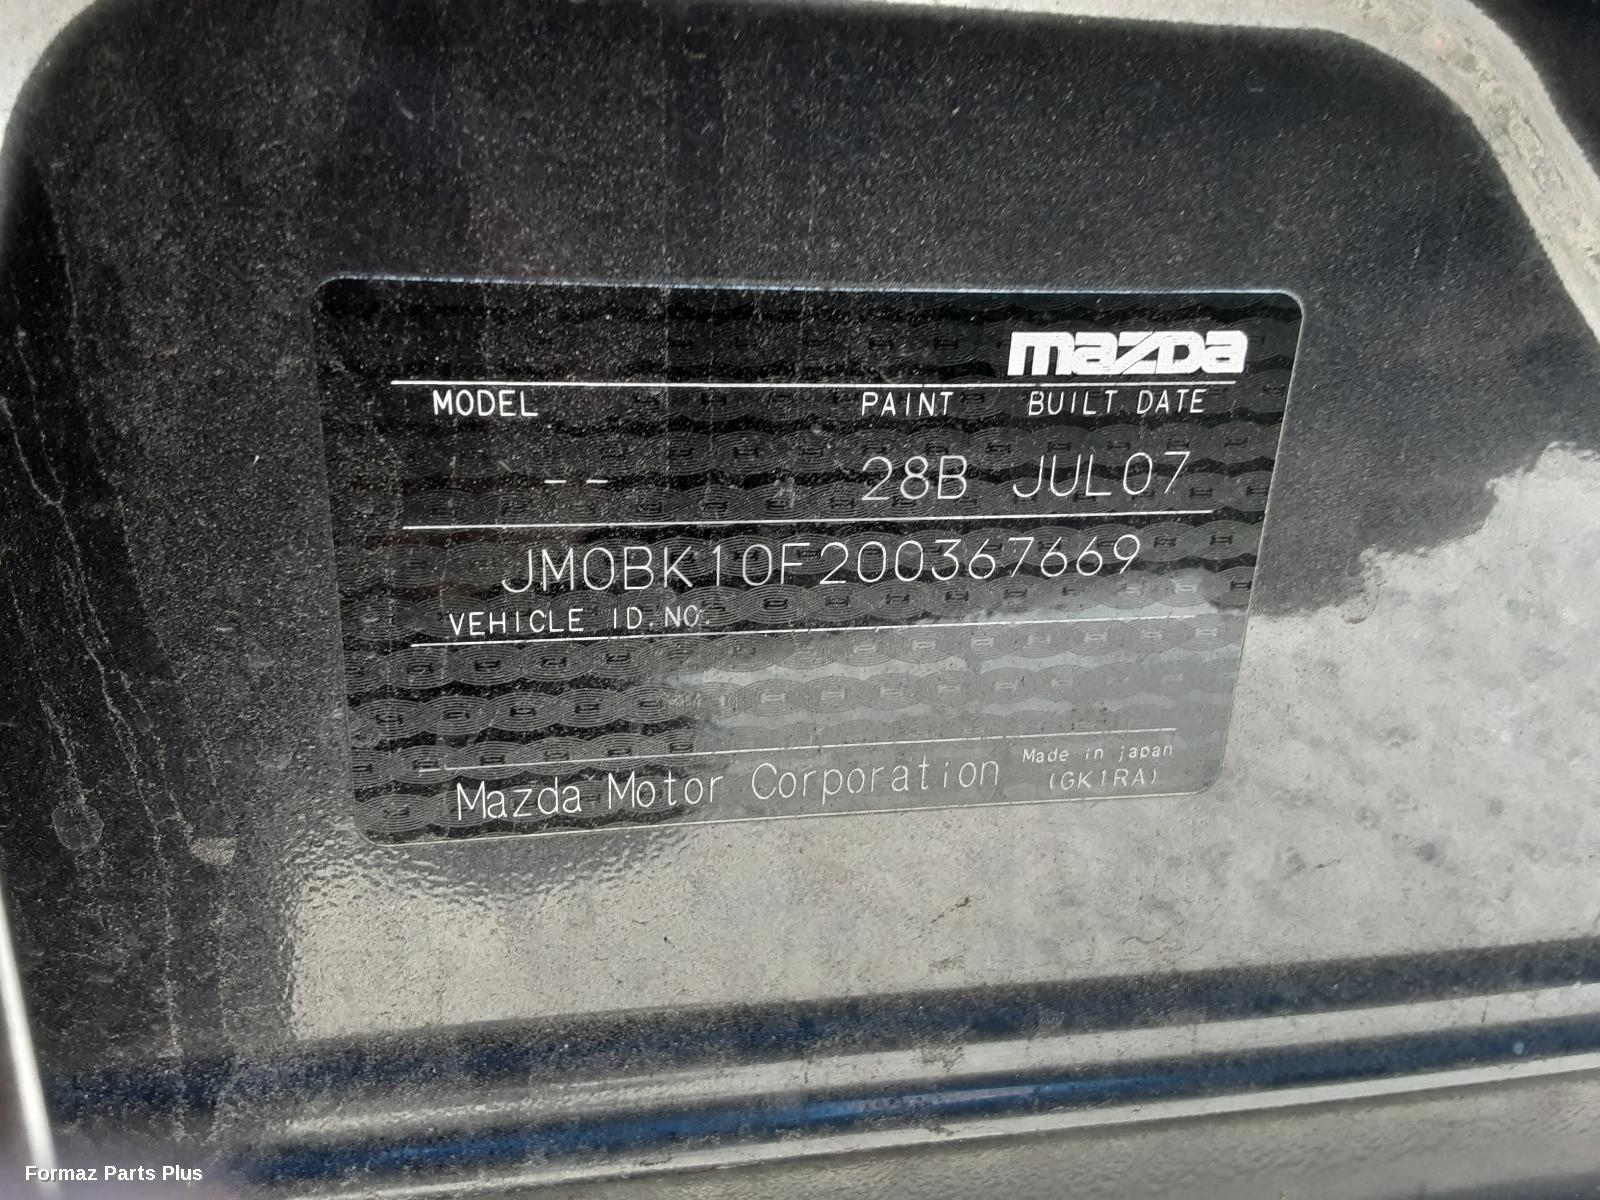 mazda
MODEL PAINT BUILT DATE
-- 28B JUL07
JM0BK10F200367669
VEHICLE ID.NO.
Mazda Motor Corporation Made in japan
(GK1RA)
Formaz Parts Plus